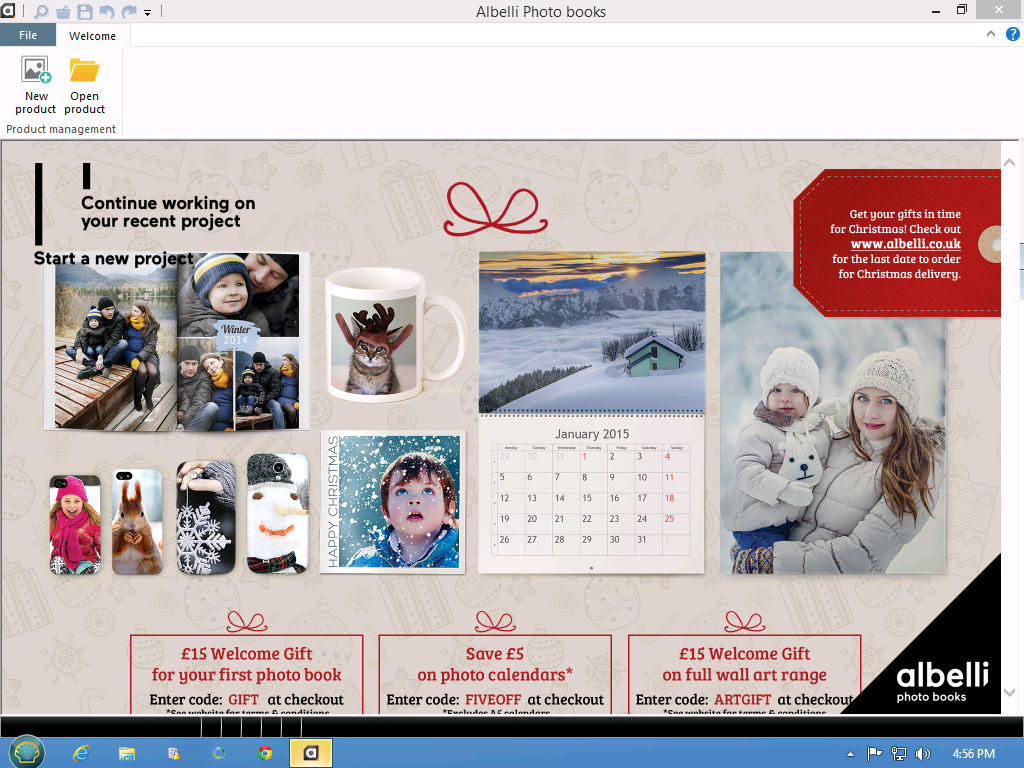 Albelli Photo books
File
Welcome
New
product
Open
product
Product management
Continue working on
your recent project
Start a new project
Get your gifts in time
for Christmas! Check out
www.albelli.co.uk
for the last date to order
for Christmas delivery.
Winter
2014
HAPPY CHRISTMAS
January 2015
Monday Tuesday Wednesday Thursday Friday Saturday Sunday
29 30 31 1 2 3 4
5 6 7 8 9 10 11
12 13 14 15 16 17 18
19 20 21 22 23 24 25
26 27 28 29 30 31 1
£15 Welcome Gift
for your first photo book
Enter code: GIFT at checkout
*See website for terms & conditions
Save £5
on photo calendars*
Enter code: FIVEOFF at checkout
*Excludes A5 calendars
£15 Welcome Gift
on full wall art range
Enter code: ARTGIFT at checkout
*See website for terms & conditions
albelli
photo books
4:56 PM